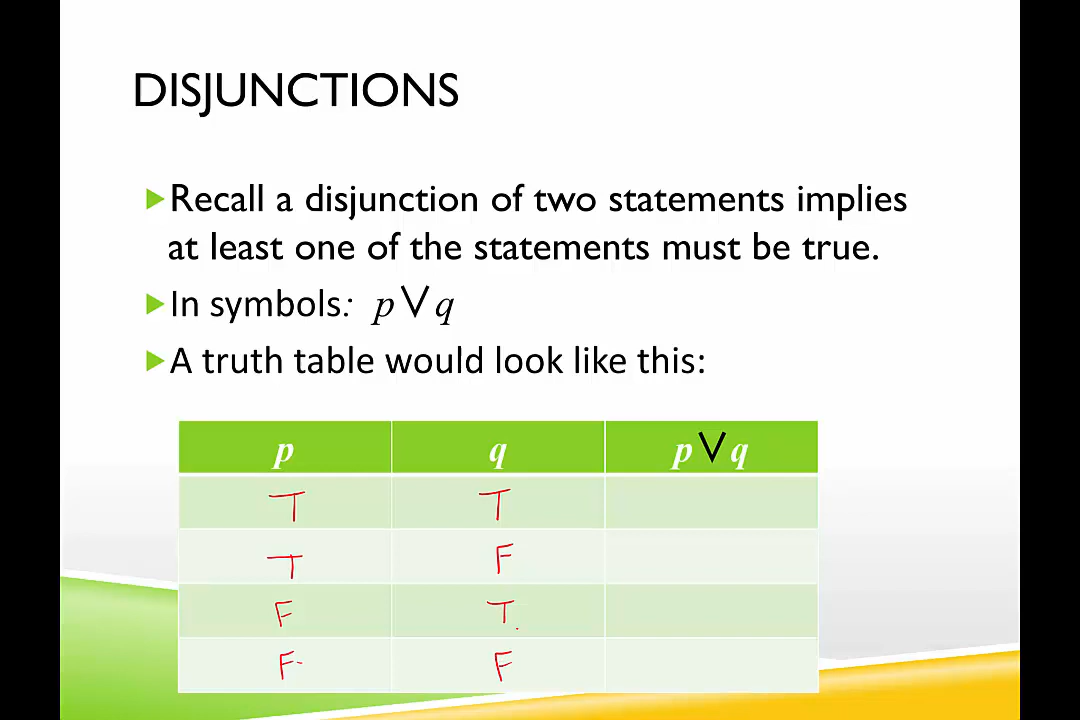 DISJUNCTIONS
Recall a disjunction of two statements implies
at least one of the statements must be true.
In symbols: p∨q
A truth table would look like this:
p q p∨q
T T
T F
F T
F F